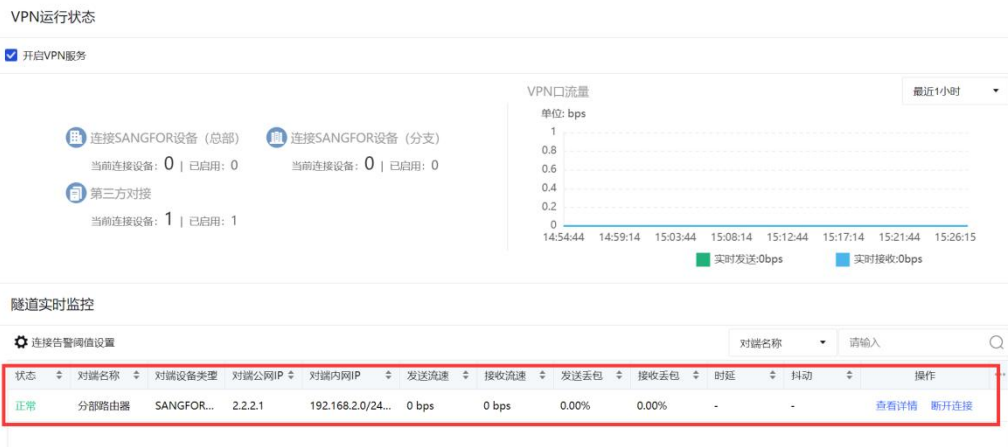 VPN运行状态
开启VPN服务
连接SANGFOR设备（总部）
当前连接设备：0 | 已启用：0
连接SANGFOR设备（分支）
当前连接设备：0 | 已启用：0
第三方对接
当前连接设备：1 | 已启用：1
VPN口流量
最近1小时
单位: bps
1
0.8
0.6
0.4
0.2
0
14:54:44 14:59:14 15:03:44 15:08:14 15:12:44 15:17:14 15:21:44 15:26:15
实时发送:0bps 实时接收:0bps
隧道实时监控
连接告警阈值设置
对端名称 请输入
状态 对端名称 对端设备类型 对端公网IP 对端内网IP 发送流速 接收流速 发送丢包 接收丢包 时延 抖动 操作
正常 分部路由器 SANGFOR... 2.2.2.1 192.168.2.0/24... 0 bps 0 bps 0.00% 0.00% - - 查看详情 断开连接